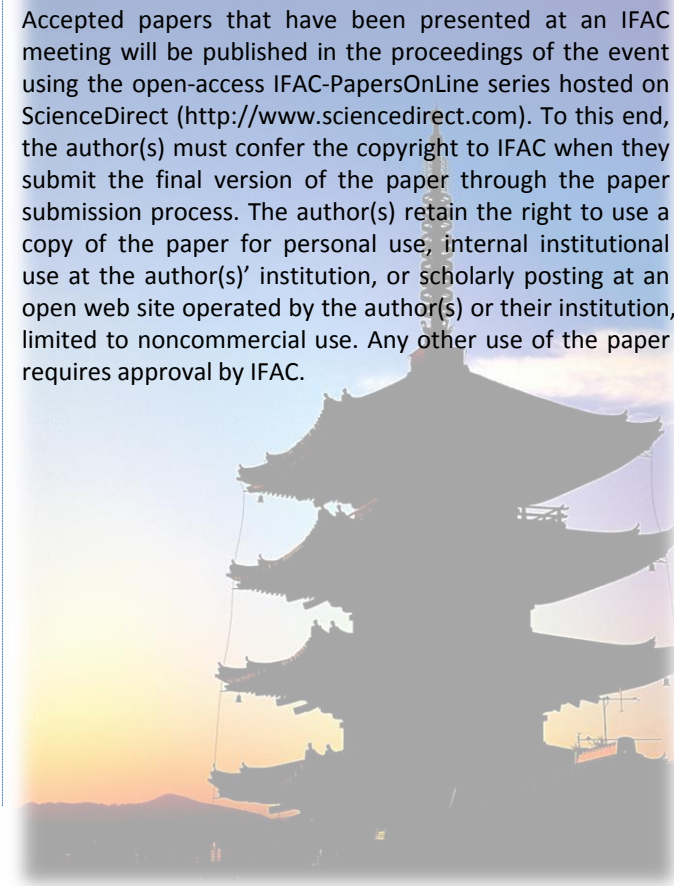 Accepted papers that have been presented at an IFAC
meeting will be published in the proceedings of the event
using the open-access IFAC-PapersOnLine series hosted on
ScienceDirect (http://www.sciencedirect.com). To this end,
the author(s) must confer the copyright to IFAC when they
submit the final version of the paper through the paper
submission process. The author(s) retain the right to use a
copy of the paper for personal use, internal institutional
use at the author(s)’ institution, or scholarly posting at an
open web site operated by the author(s) or their institution,
limited to noncommercial use. Any other use of the paper
requires approval by IFAC.